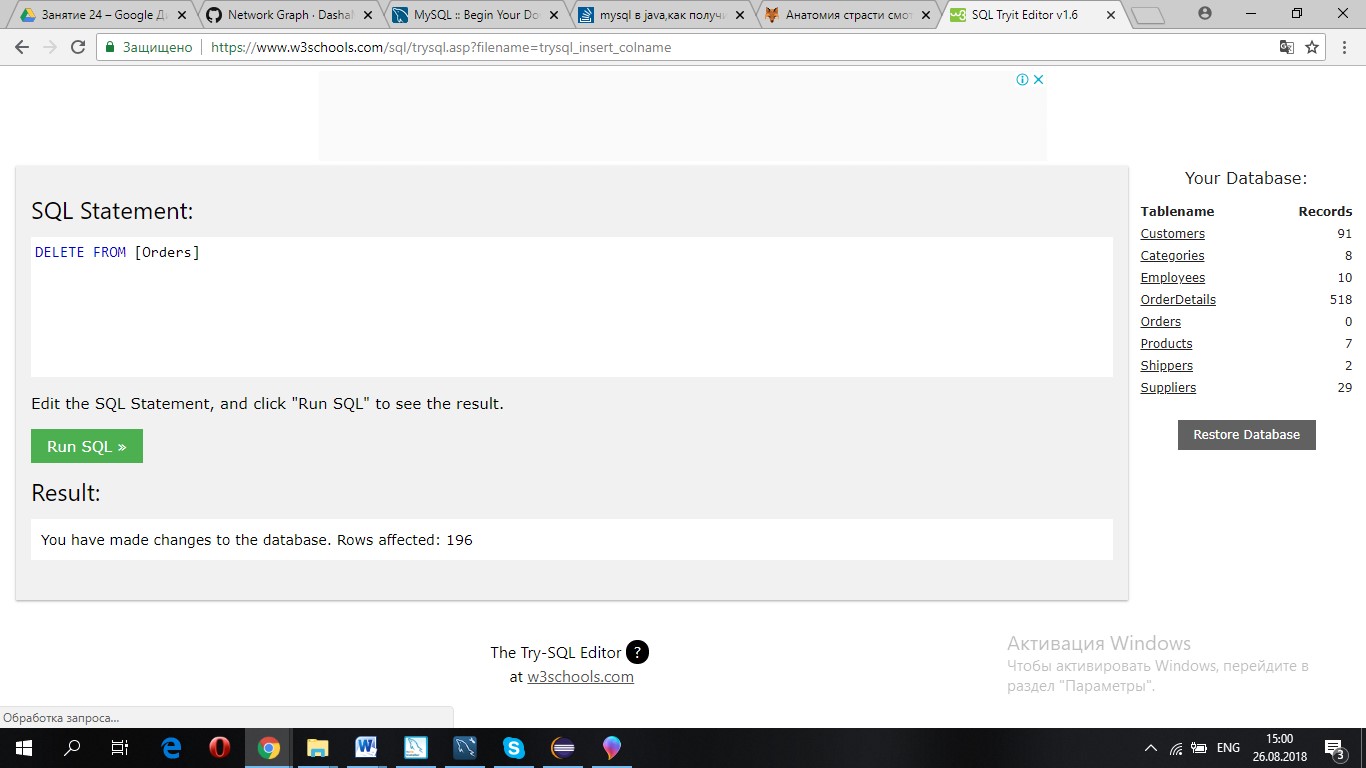 Занятие 24 – Google Ди
Network Graph · Dashal
MySQL :: Begin Your Do
mysql в java,как получи
Анатомия страсти смот
SQL Tryit Editor v1.6
Защищено
https://www.w3schools.com/sql/trysql.asp?filename=trysql_insert_colname
SQL Statement:
DELETE FROM [Orders]
Edit the SQL Statement, and click "Run SQL" to see the result.
Run SQL »
Result:
You have made changes to the database. Rows affected: 196
Your Database:
Tablename Records
Customers 91
Categories 8
Employees 10
OrderDetails 518
Orders 0
Products 7
Shippers 2
Suppliers 29
Restore Database
The Try-SQL Editor ?
at w3schools.com
Активация Windows
Чтобы активировать Windows, перейдите в
раздел "Параметры".
Обработка запроса...
ENG
15:00
26.08.2018
3